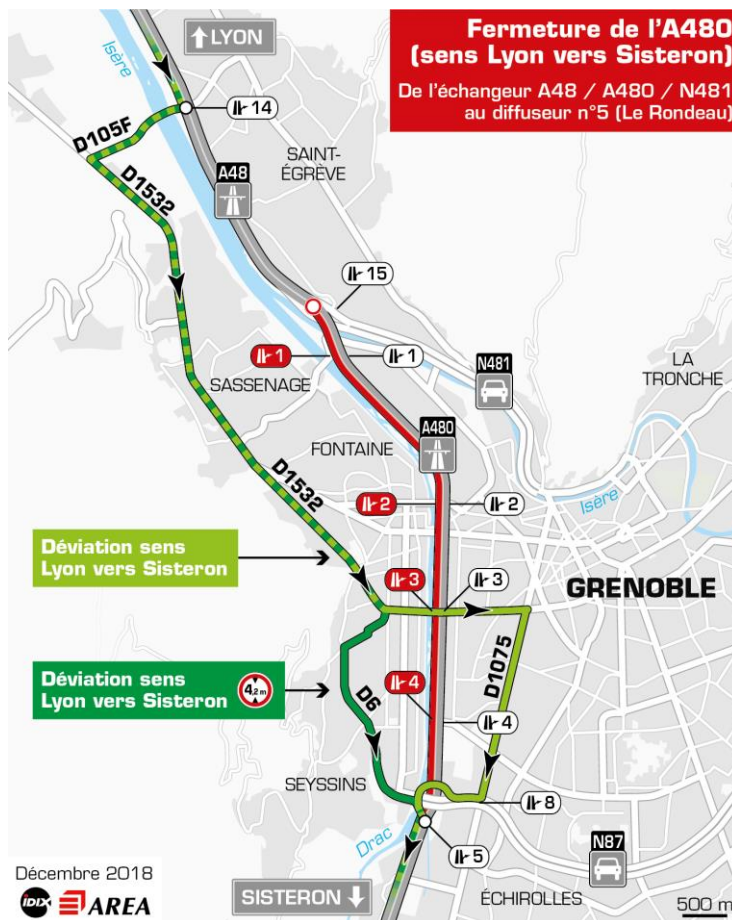 Fermeture de l'A480
(sens Lyon vers Sisteron)
De l'échangeur A48 / A480 / N481
au diffuseur n°5 (Le Rondeau)
LYON
Isère
14
D105F
D1532
SAINT-
ÉGRÈVE
A48
15
1
1
SASSENAGE
N481
LA
TRONCHE
FONTAINE
A480
D1532
2
2
Isère
Déviation sens
Lyon vers Sisteron
3
3
GRENOBLE
D1075
Déviation sens
Lyon vers Sisteron
4,2 m
D6
4
4
SEYSSINS
8
Drac
5
N87
Décembre 2018
iDIX AREA
SISTERON
ÉCHIROLLES
500 m